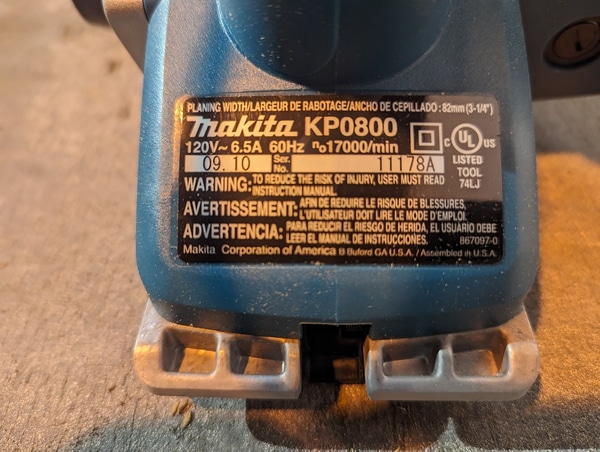 PLANING WIDTH/LARGEUR DE RABOTAGE/ANCHO DE CEPILLADO : 82mm (3-1/4")
makita KP0800
120V~ 6.5A 60Hz n₀17000/min
09. 10 Ser. No. 11178A
C UL US
LISTED
TOOL
74LJ
WARNING: TO REDUCE THE RISK OF INJURY, USER MUST READ
INSTRUCTION MANUAL.
AVERTISSEMENT: AFIN DE REDUIRE LE RISQUE DE BLESSURES,
L'UTILISATEUR DOIT LIRE LE MODE D'EMPLOI.
ADVERTENCIA: PARA REDUCIR EL RIESGO DE HERIDA, EL USUARIO DEBE
LEER EL MANUAL DE INSTRUCCIONES.
867097-0
Makita Corporation of America B Buford GA U.S.A. / Assembled in U.S.A.